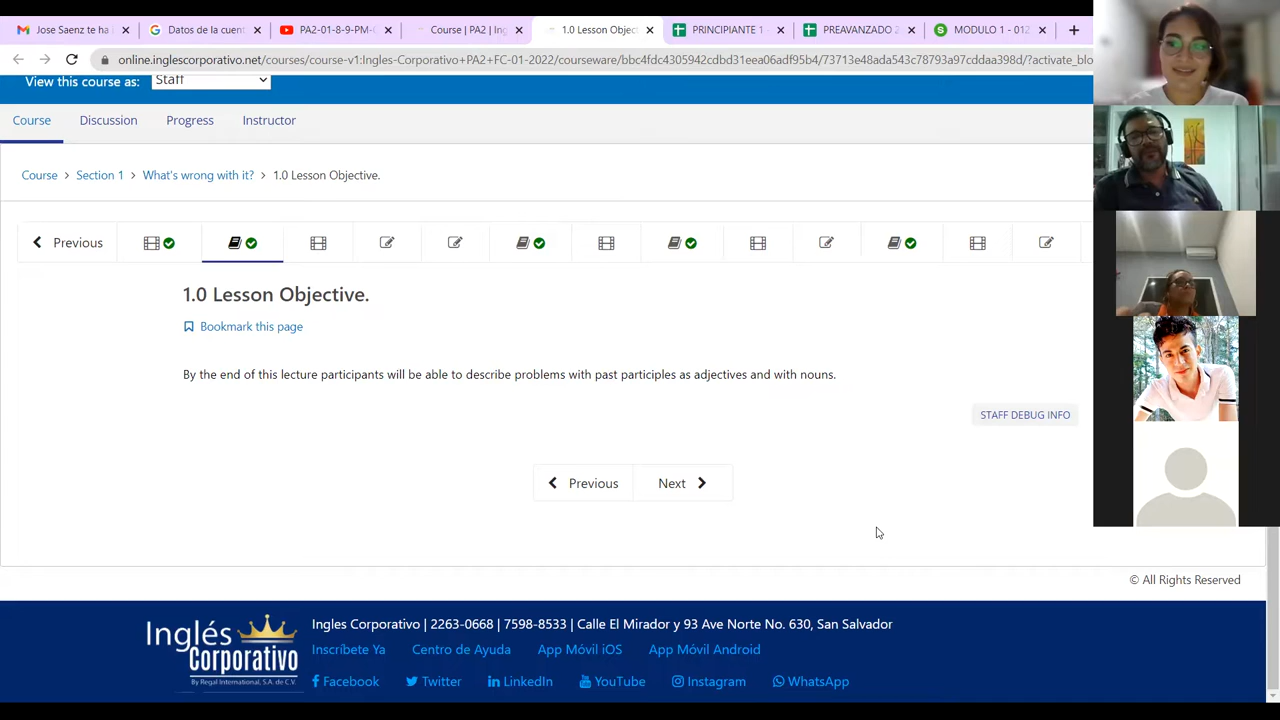 Jose Saenz te ha
Datos de la cuent
PA2-01-8-9-PM-
Course | PA2 | Ing
1.0 Lesson Objec
PRINCIPIANTE 1
PREAVANZADO 2
MODULO 1 - 012
online.inglescorporativo.net/courses/course-v1:Ingles-Corporativo+PA2+FC-01-2022/courseware/bbc4fdc4305942cdbd31eea06adf95b4/73713e48ada543c78793a97cddaa398d/?activate_blo
View this course as: Staff
Course Discussion Progress Instructor
Course > Section 1 > What's wrong with it? > 1.0 Lesson Objective.
Previous
1.0 Lesson Objective.
Bookmark this page
By the end of this lecture participants will be able to describe problems with past participles as adjectives and with nouns.
STAFF DEBUG INFO
Previous Next
© All Rights Reserved
Inglés Corporativo
By Regal International, S.A. de C.V.
Ingles Corporativo | 2263-0668 | 7598-8533 | Calle El Mirador y 93 Ave Norte No. 630, San Salvador
Inscríbete Ya Centro de Ayuda App Móvil iOS App Móvil Android
Facebook Twitter LinkedIn YouTube Instagram WhatsApp